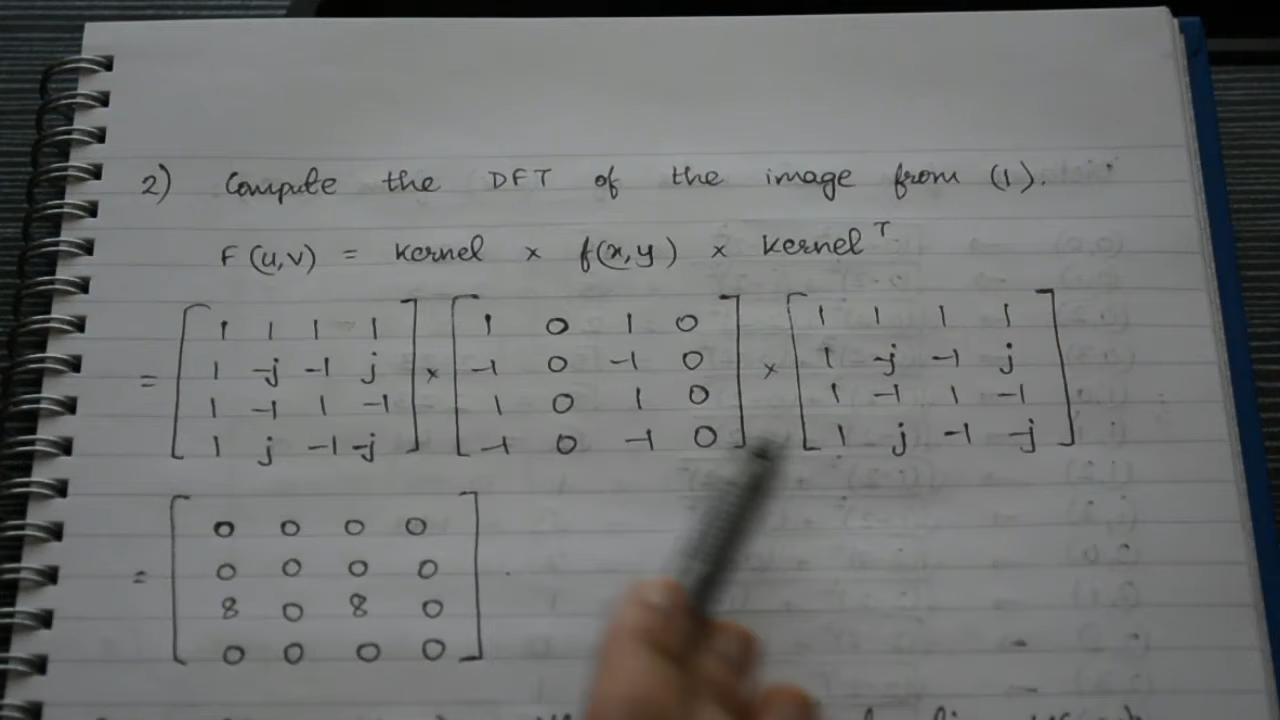 2) Compute the DFT of the image from (1).
F(u,v) = kernel × f(x,y) × kernel^T
= [ 1 1 1 1 ] × [ 1 0 1 0 ] × [ 1 1 1 1 ]
[ 1 -j -1 j ] [ -1 0 -1 0 ] [ 1 -j -1 j ]
[ 1 -1 1 -1 ] [ 1 0 1 0 ] [ 1 -1 1 -1 ]
[ 1 j -1 -j ] [ -1 0 -1 0 ] [ 1 j -1 -j ]
= [ 0 0 0 0 ]
[ 0 0 0 0 ]
[ 8 0 8 0 ]
[ 0 0 0 0 ]